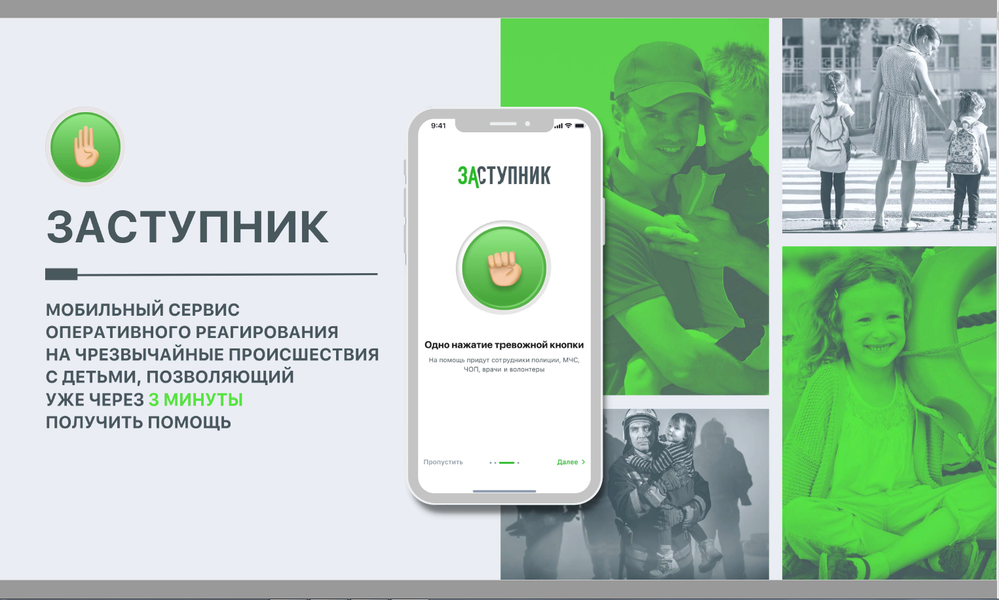 ЗАСТУПНИК
МОБИЛЬНЫЙ СЕРВИС
ОПЕРАТИВНОГО РЕАГИРОВАНИЯ
НА ЧРЕЗВЫЧАЙНЫЕ ПРОИСШЕСТВИЯ
С ДЕТЬМИ, ПОЗВОЛЯЮЩИЙ
УЖЕ ЧЕРЕЗ 3 МИНУТЫ
ПОЛУЧИТЬ ПОМОЩЬ
9:41
ЗАСТУПНИК
Одно нажатие тревожной кнопки
На помощь придут сотрудники полиции, МЧС,
ЧОП, врачи и волонтеры
Пропустить
Далее